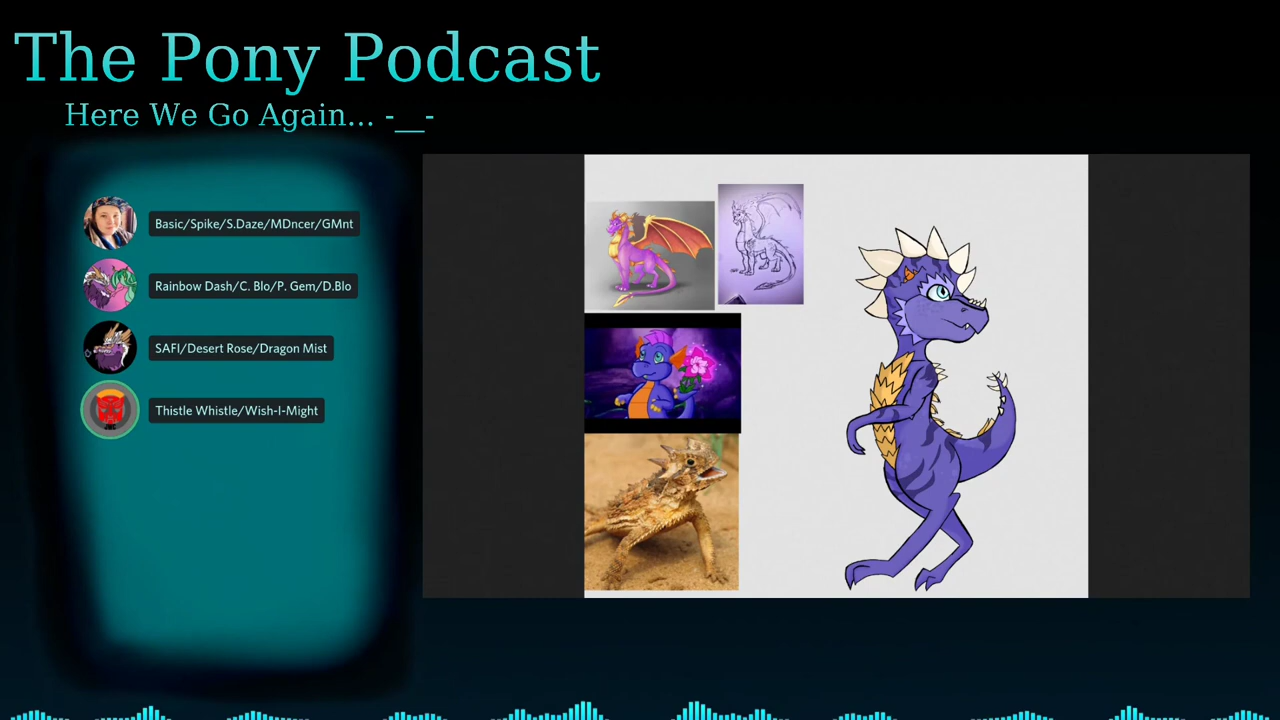 The Pony Podcast
Here We Go Again... -__-
Basic/Spike/S.Daze/MDncer/GMnt
Rainbow Dash/C. Blo/P. Gem/D.Blo
SAFI/Desert Rose/Dragon Mist
Thistle Whistle/Wish-I-Might